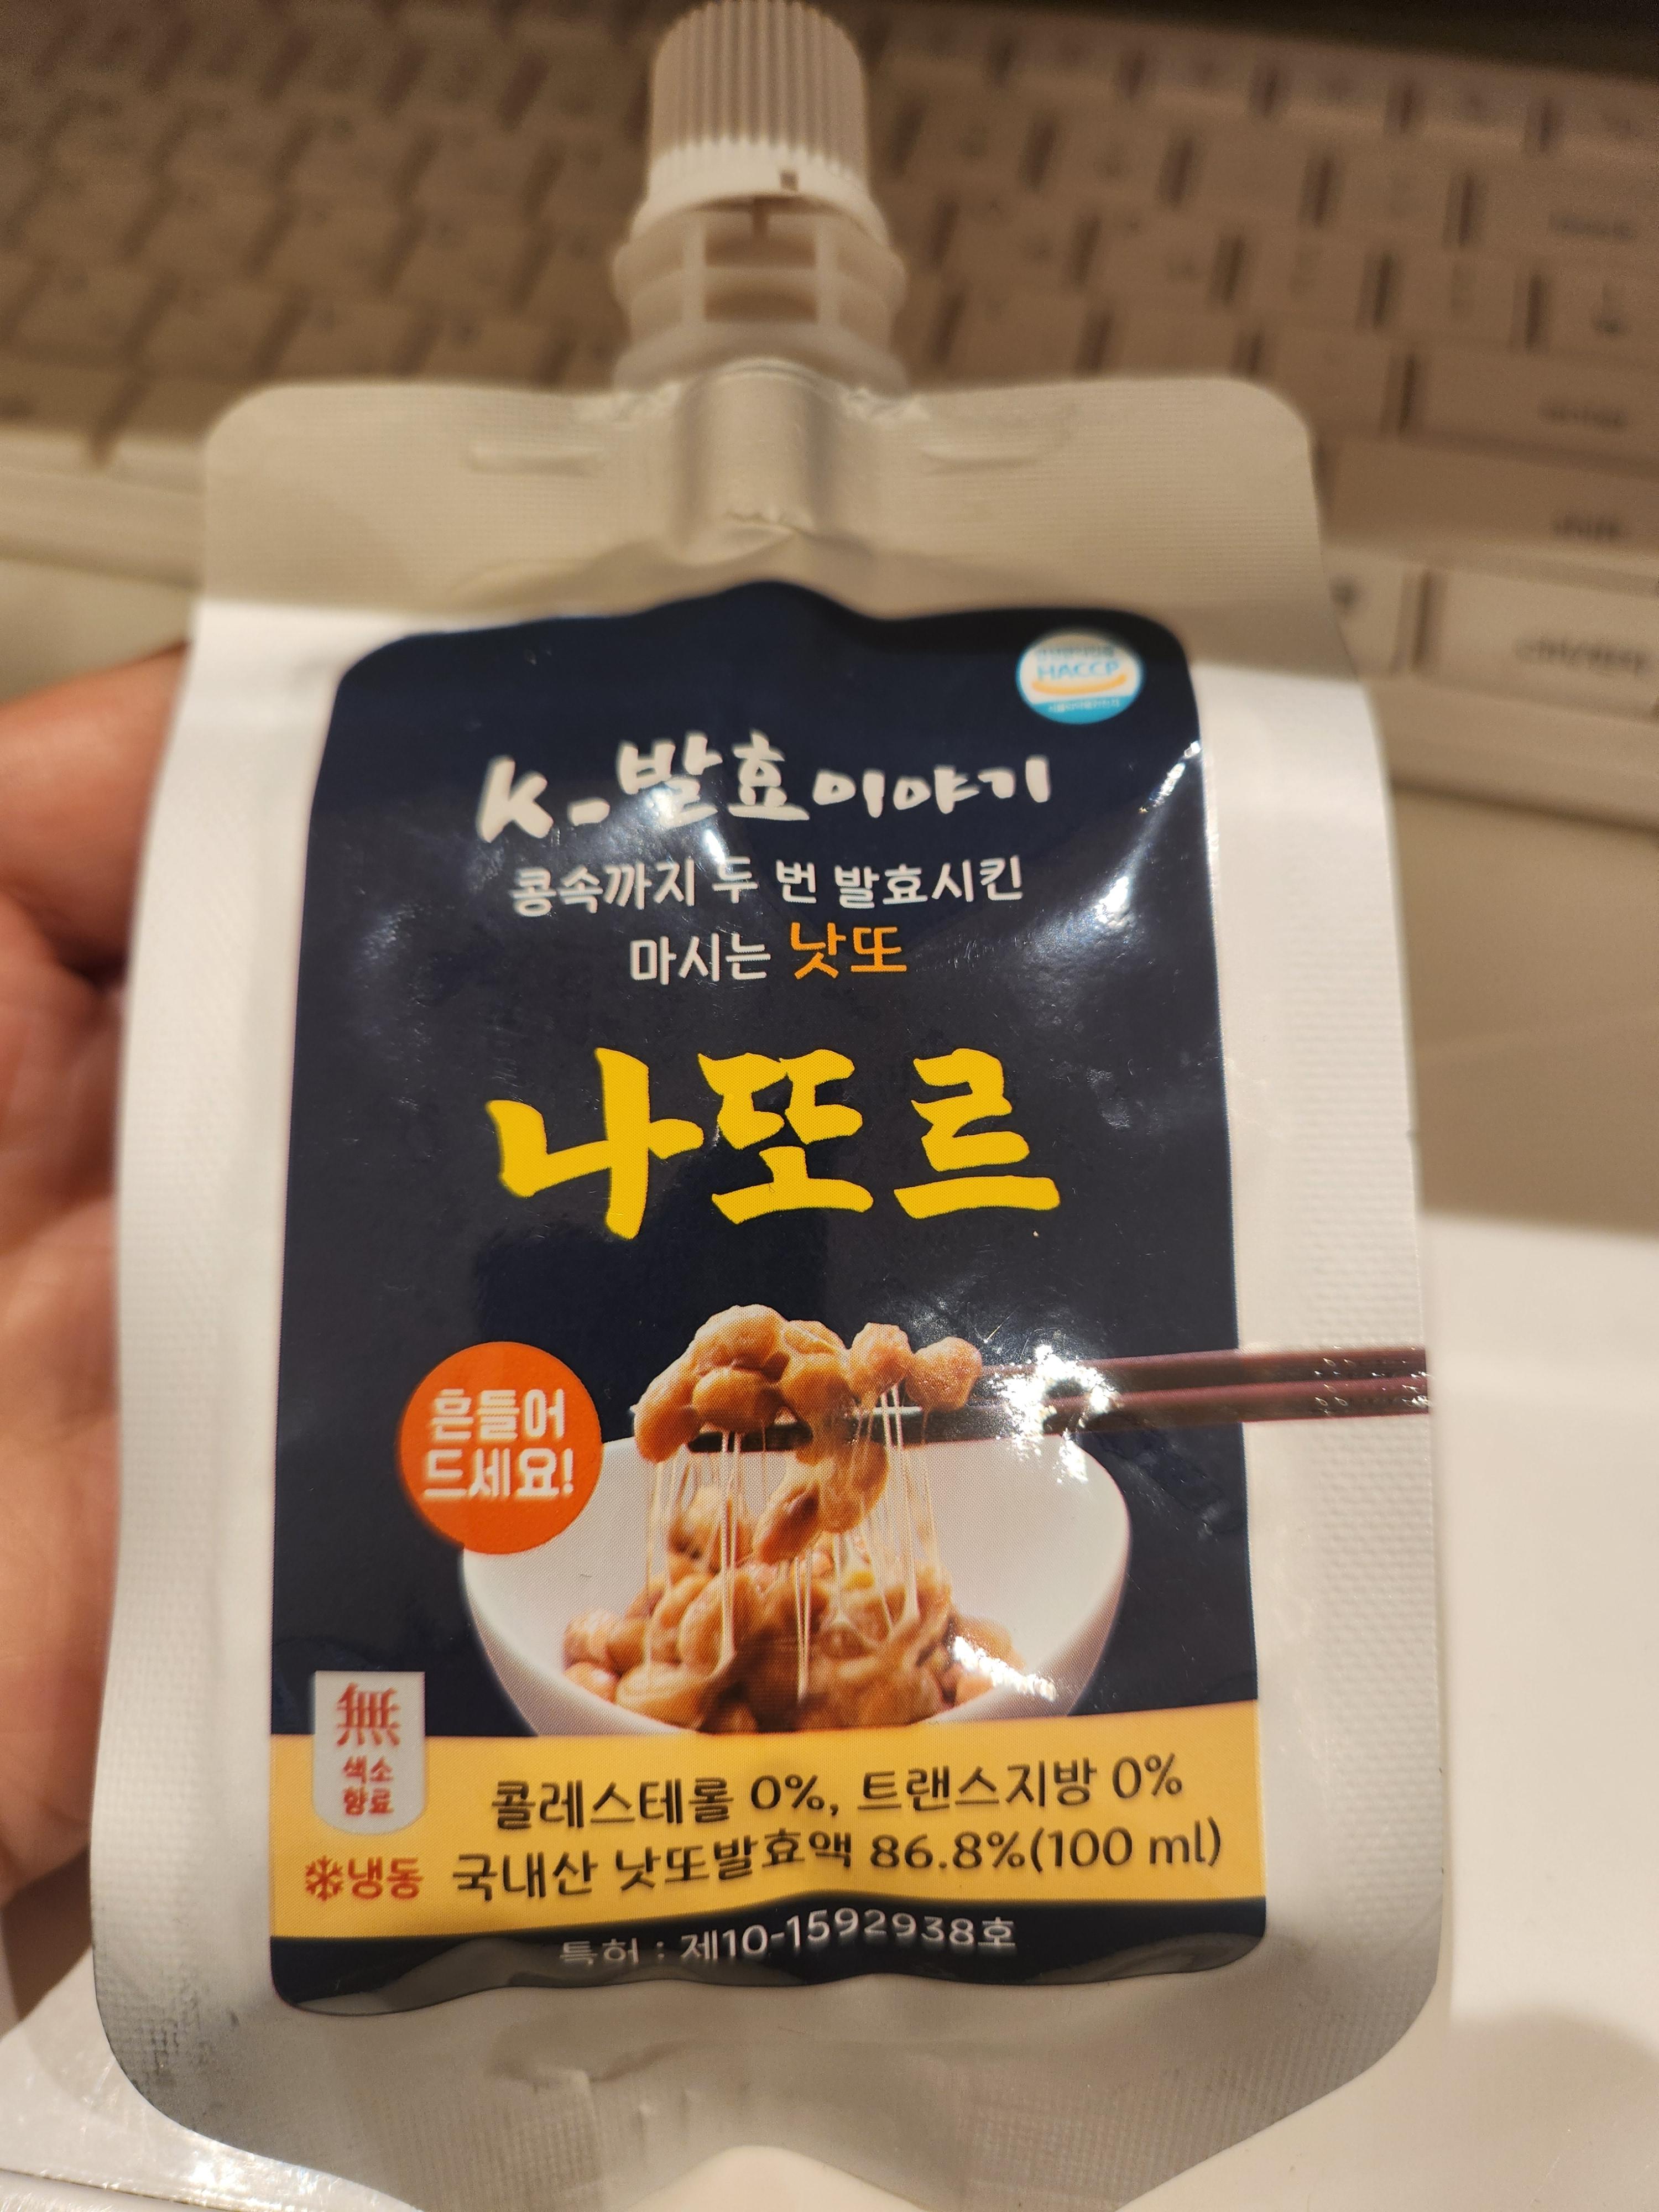 HACCP
K-발효이야기
콩속까지 두 번 발효시킨
마시는 낫또
나또르
흔들어
드세요!
無
색소
향료
콜레스테롤 0%, 트랜스지방 0%
냉동 국내산 낫또발효액 86.8%(100 ml)
특허 : 제10-1592938호